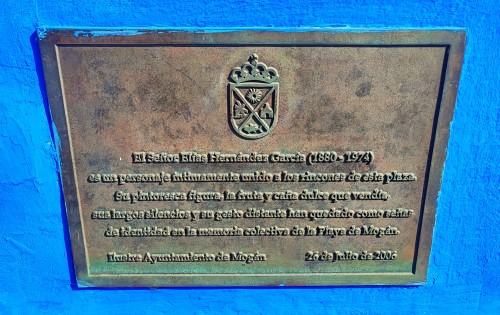 El Señor Elías Hernández García (1880 - 1974)
es un personaje íntimamente unido a los rincones de esta plaza.
Su pintoresca figura, la fruta y caña dulce que vendía,
sus largos silencios y su gesto distante han quedado como señas
de identidad en la memoria colectiva de la Playa de Mogán.
Ilustre Ayuntamiento de Mogán. 26 de Julio de 2006